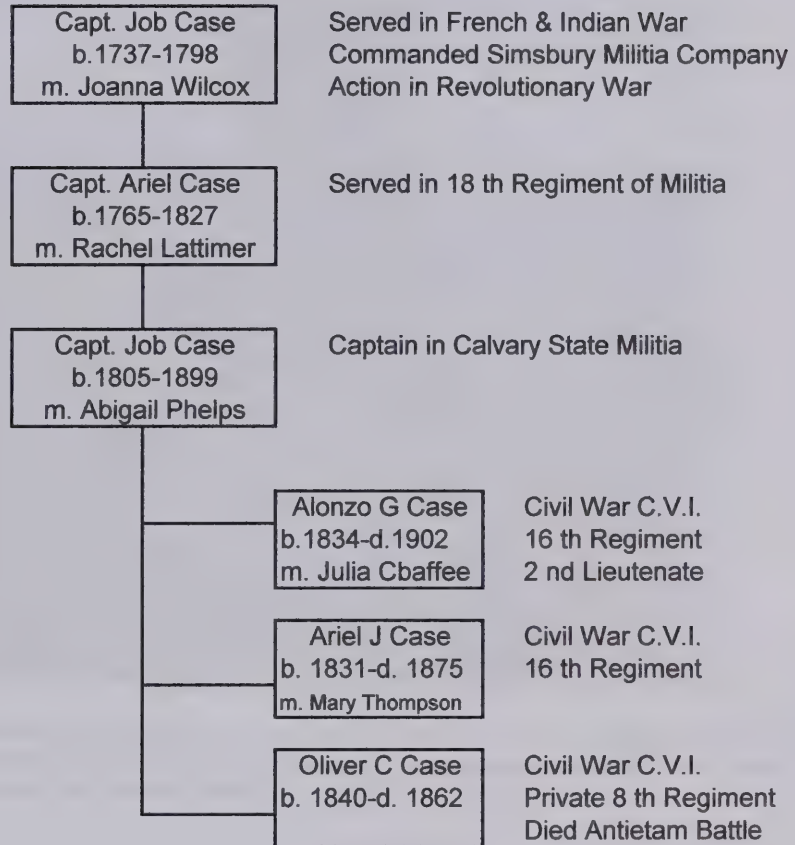 Capt. Job Case
b.1737-1798
m. Joanna Wilcox
Served in French & Indian War
Commanded Simsbury Militia Company
Action in Revolutionary War
Capt. Ariel Case
b.1765-1827
m. Rachel Lattimer
Served in 18 th Regiment of Militia
Capt. Job Case
b.1805-1899
m. Abigail Phelps
Captain in Calvary State Militia
Alonzo G Case
b.1834-d.1902
m. Julia Cbaffee
Civil War C.V.I.
16 th Regiment
2 nd Lieutenate
Ariel J Case
b. 1831-d. 1875
m. Mary Thompson
Civil War C.V.I.
16 th Regiment
Oliver C Case
b. 1840-d. 1862
Civil War C.V.I.
Private 8 th Regiment
Died Antietam Battle